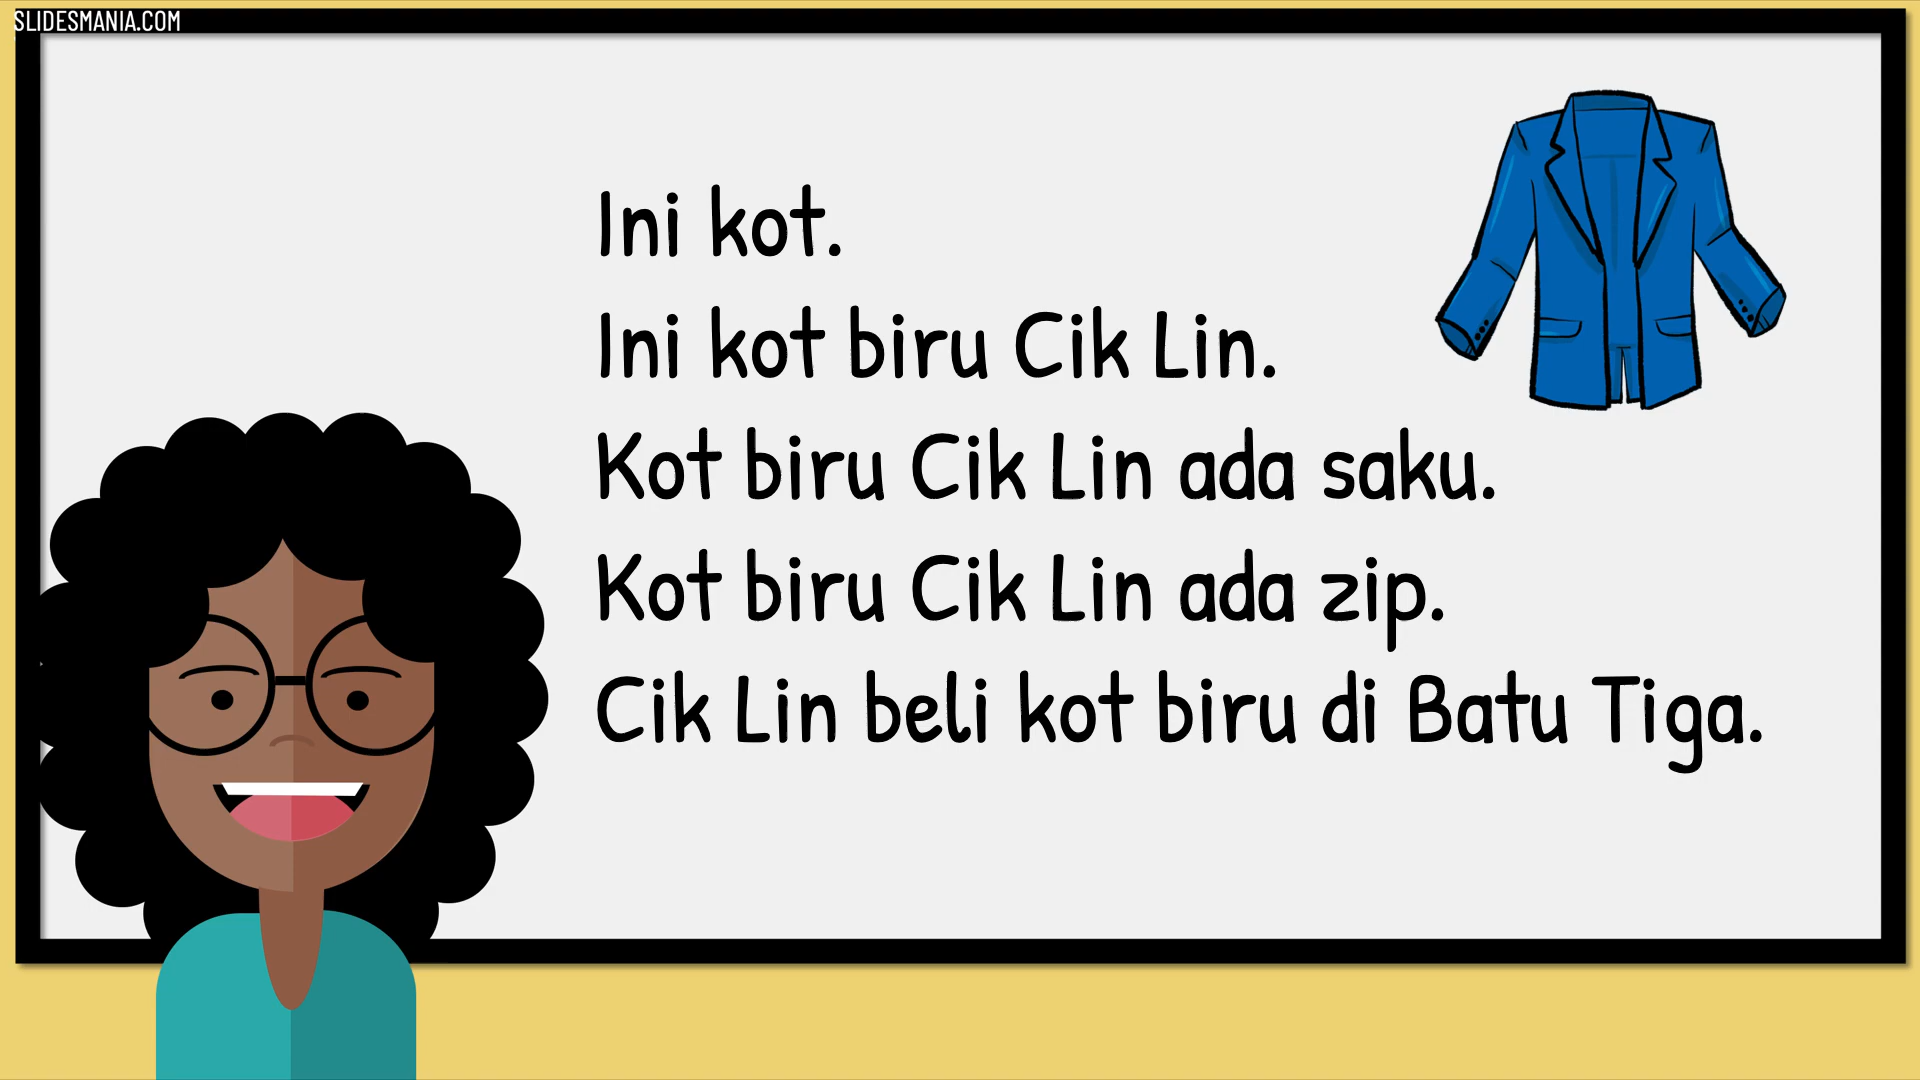 SLIDESMANIA.COM
Ini kot.
Ini kot biru Cik Lin.
Kot biru Cik Lin ada saku.
Kot biru Cik Lin ada zip.
Cik Lin beli kot biru di Batu Tiga.